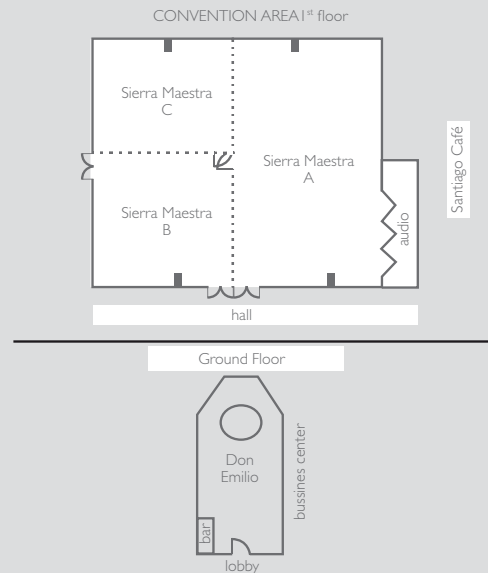 CONVENTION AREA 1st floor
Sierra Maestra
C
Sierra Maestra
A
Sierra Maestra
B
Santiago Café
audio
hall
Ground Floor
Don
Emilio
bussines center
bar
lobby